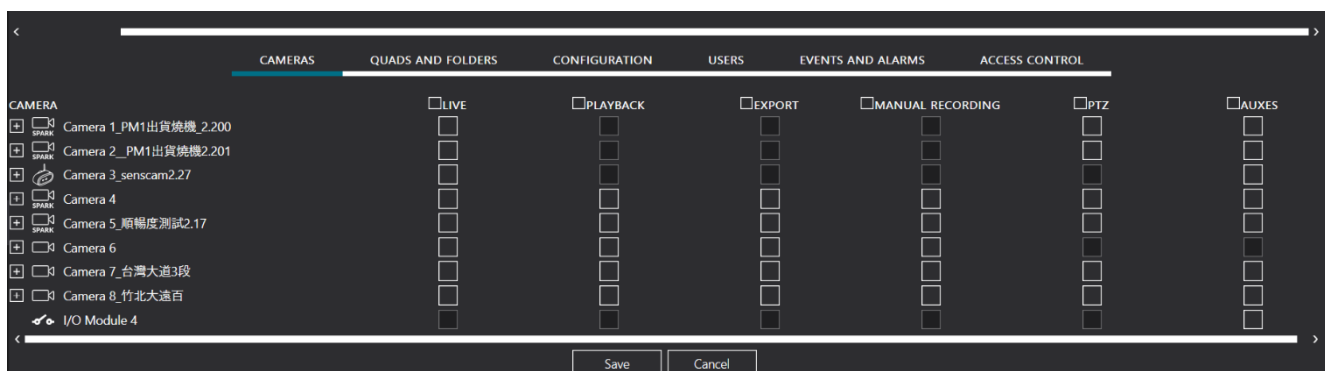 CAMERAS QUADS AND FOLDERS CONFIGURATION USERS EVENTS AND ALARMS ACCESS CONTROL
CAMERA LIVE PLAYBACK EXPORT MANUAL RECORDING PTZ AUXES
SPARK Camera 1_PM1出貨燒機_2.200
SPARK Camera 2__PM1出貨燒機2.201
Camera 3_senscam2.27
SPARK Camera 4
SPARK Camera 5_順暢度測試2.17
Camera 6
Camera 7_台灣大道3段
Camera 8_竹北大遠百
I/O Module 4
Save Cancel